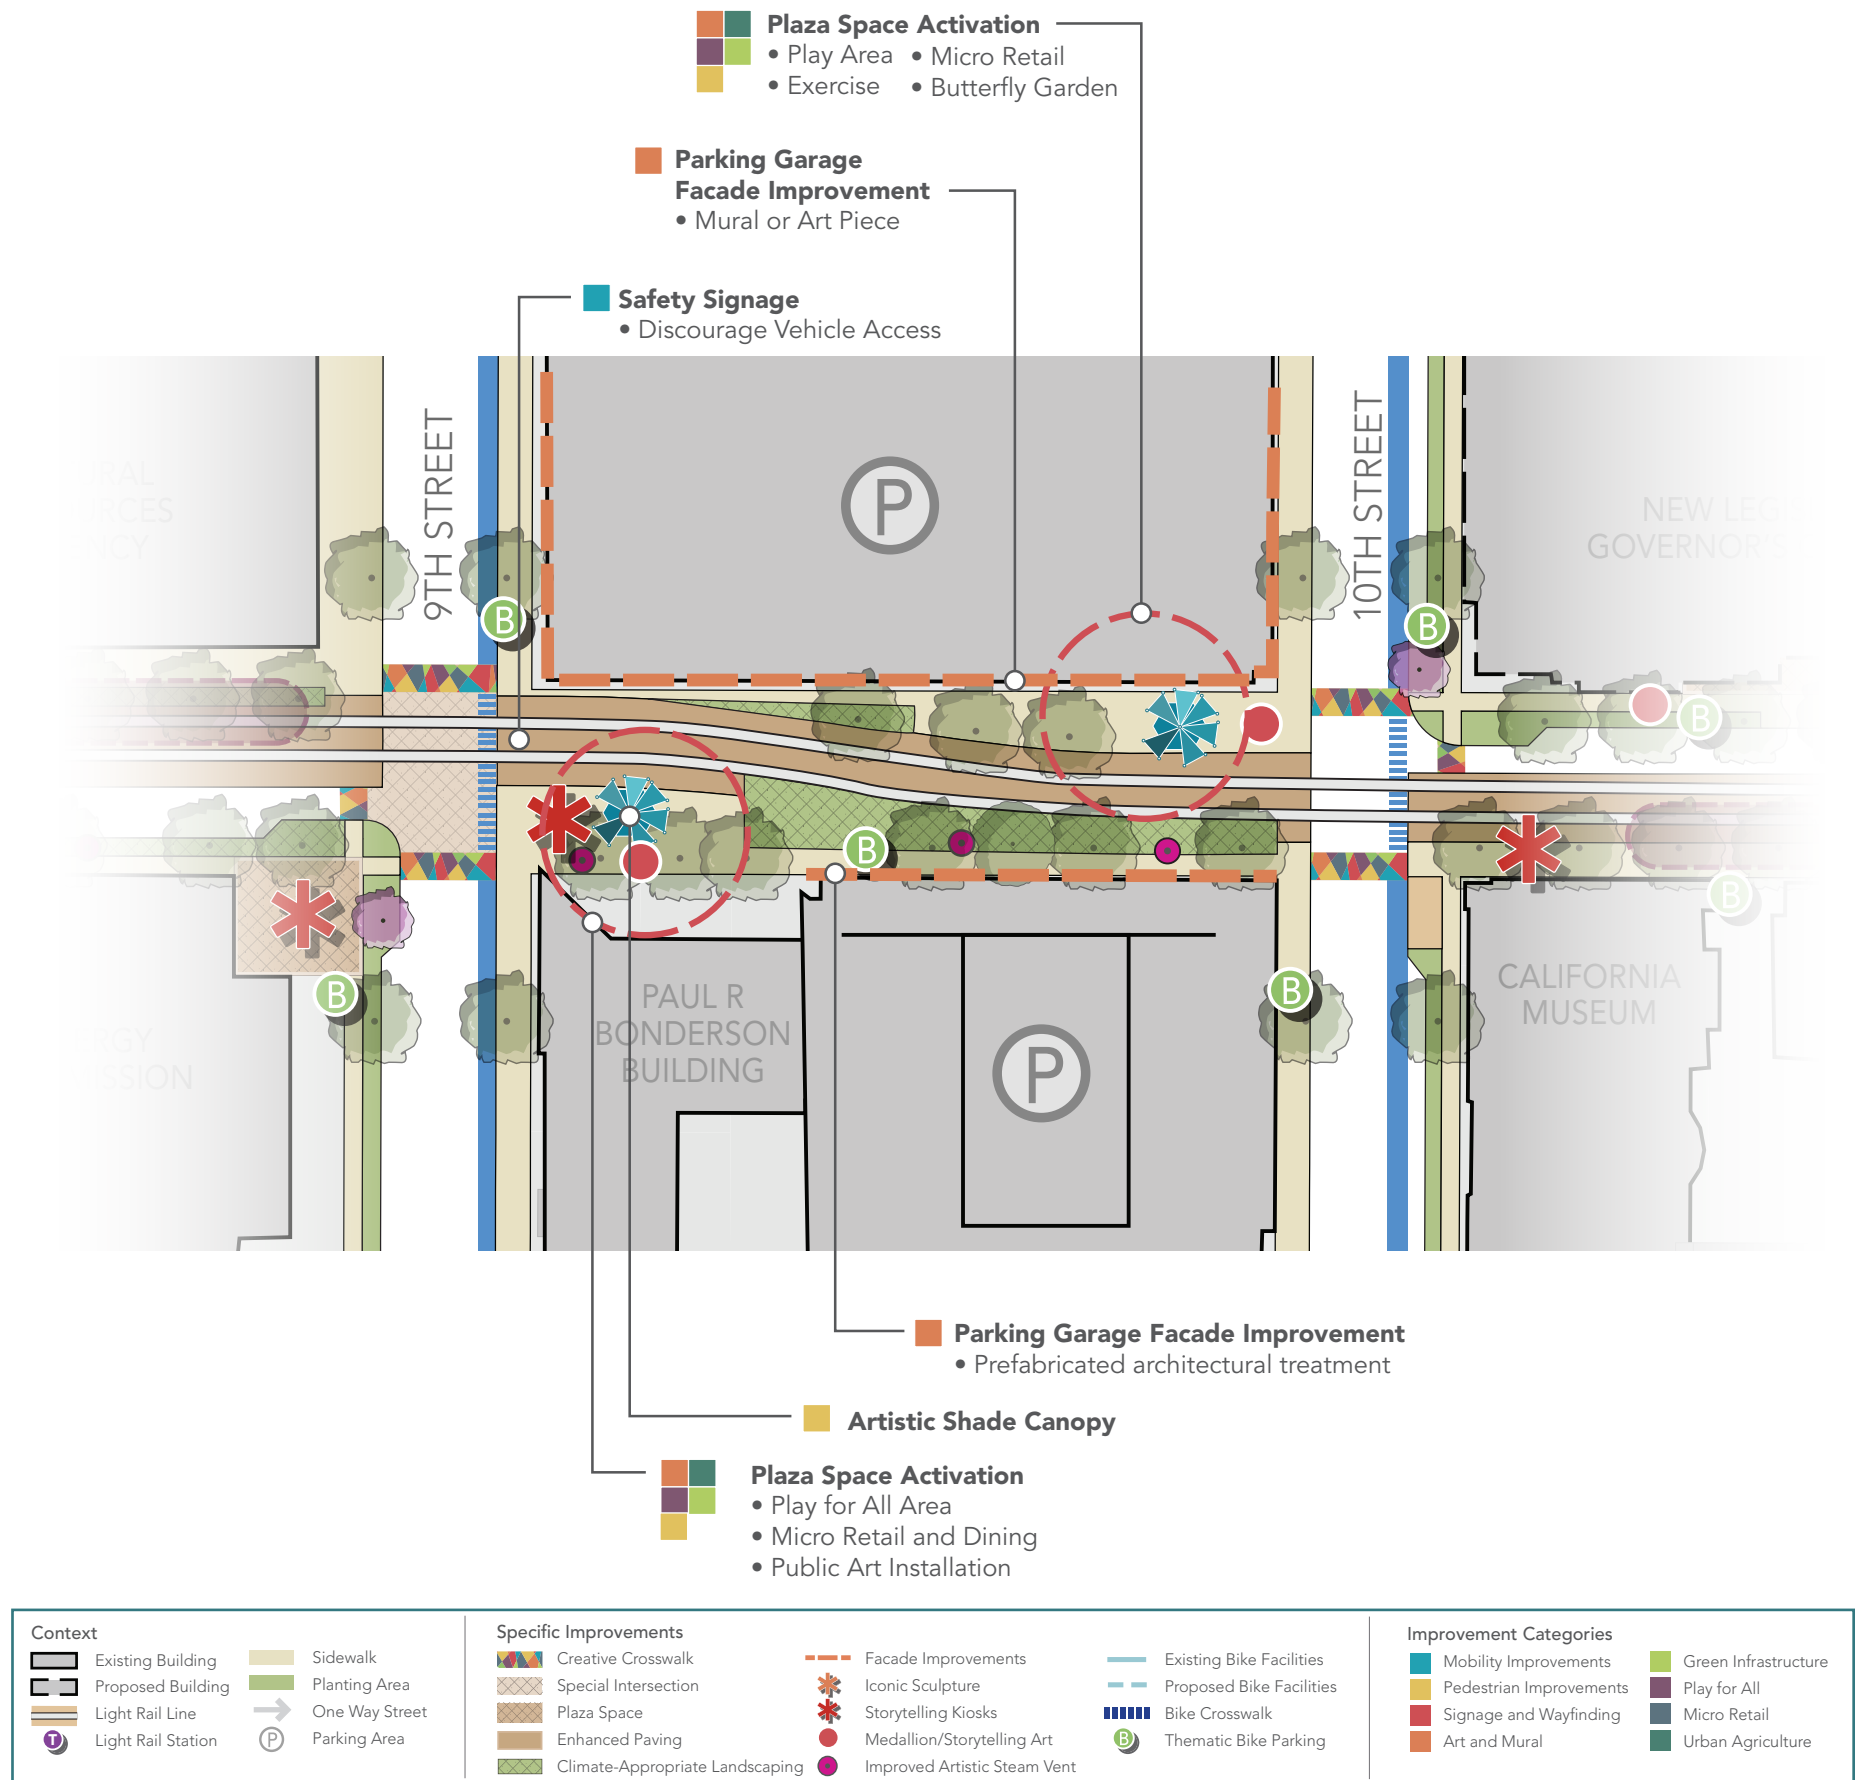 Plaza Space Activation
• Play Area • Micro Retail
• Exercise • Butterfly Garden
Parking Garage
Facade Improvement
• Mural or Art Piece
Safety Signage
• Discourage Vehicle Access
9TH STREET
10TH STREET
P
NEW LEG
GOVERNOR'S
B
B
B
B
B
B
B
PAUL R
BONDERSON
BUILDING
P
CALIFORNIA
MUSEUM
Parking Garage Facade Improvement
• Prefabricated architectural treatment
Artistic Shade Canopy
Plaza Space Activation
• Play for All Area
• Micro Retail and Dining
• Public Art Installation
Context
Existing Building
Proposed Building
Light Rail Line
T Light Rail Station
Sidewalk
Planting Area
One Way Street
P Parking Area
Specific Improvements
Creative Crosswalk
Special Intersection
Plaza Space
Enhanced Paving
Climate-Appropriate Landscaping
Facade Improvements
Iconic Sculpture
Storytelling Kiosks
Medallion/Storytelling Art
Improved Artistic Steam Vent
Existing Bike Facilities
Proposed Bike Facilities
Bike Crosswalk
B Thematic Bike Parking
Improvement Categories
Mobility Improvements
Pedestrian Improvements
Signage and Wayfinding
Art and Mural
Green Infrastructure
Play for All
Micro Retail
Urban Agriculture